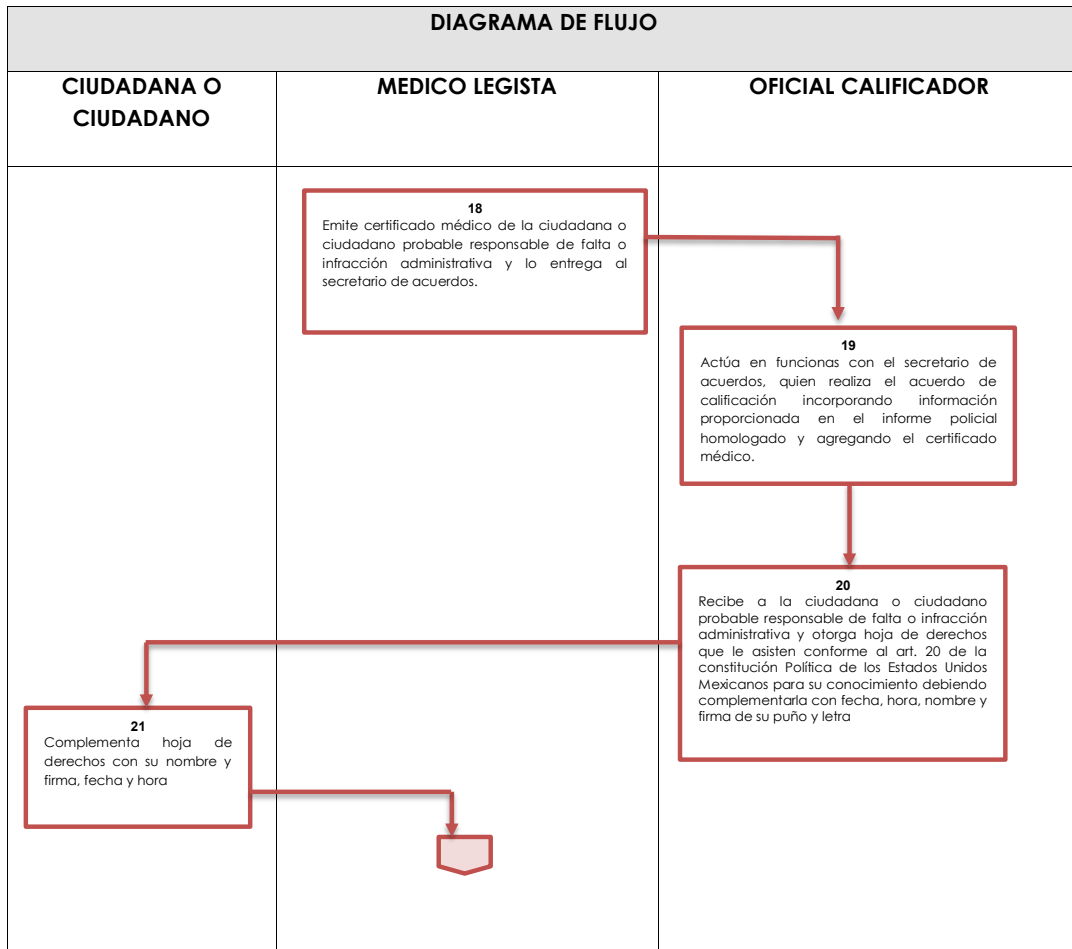 DIAGRAMA DE FLUJO
CIUDADANA O
CIUDADANO
MEDICO LEGISTA
OFICIAL CALIFICADOR
18
Emite certificado médico de la ciudadana o
ciudadano probable responsable de falta o
infracción administrativa y lo entrega al
secretario de acuerdos.
19
Actúa en funcionas con el secretario de
acuerdos, quien realiza el acuerdo de
calificación incorporando información
proporcionada en el informe policial
homologado y agregando el certificado
médico.
20
Recibe a la ciudadana o ciudadano
probable responsable de falta o infracción
administrativa y otorga hoja de derechos
que le asisten conforme al art. 20 de la
constitución Política de los Estados Unidos
Mexicanos para su conocimiento debiendo
complementarla con fecha, hora, nombre y
firma de su puño y letra
21
Complementa hoja de
derechos con su nombre y
firma, fecha y hora